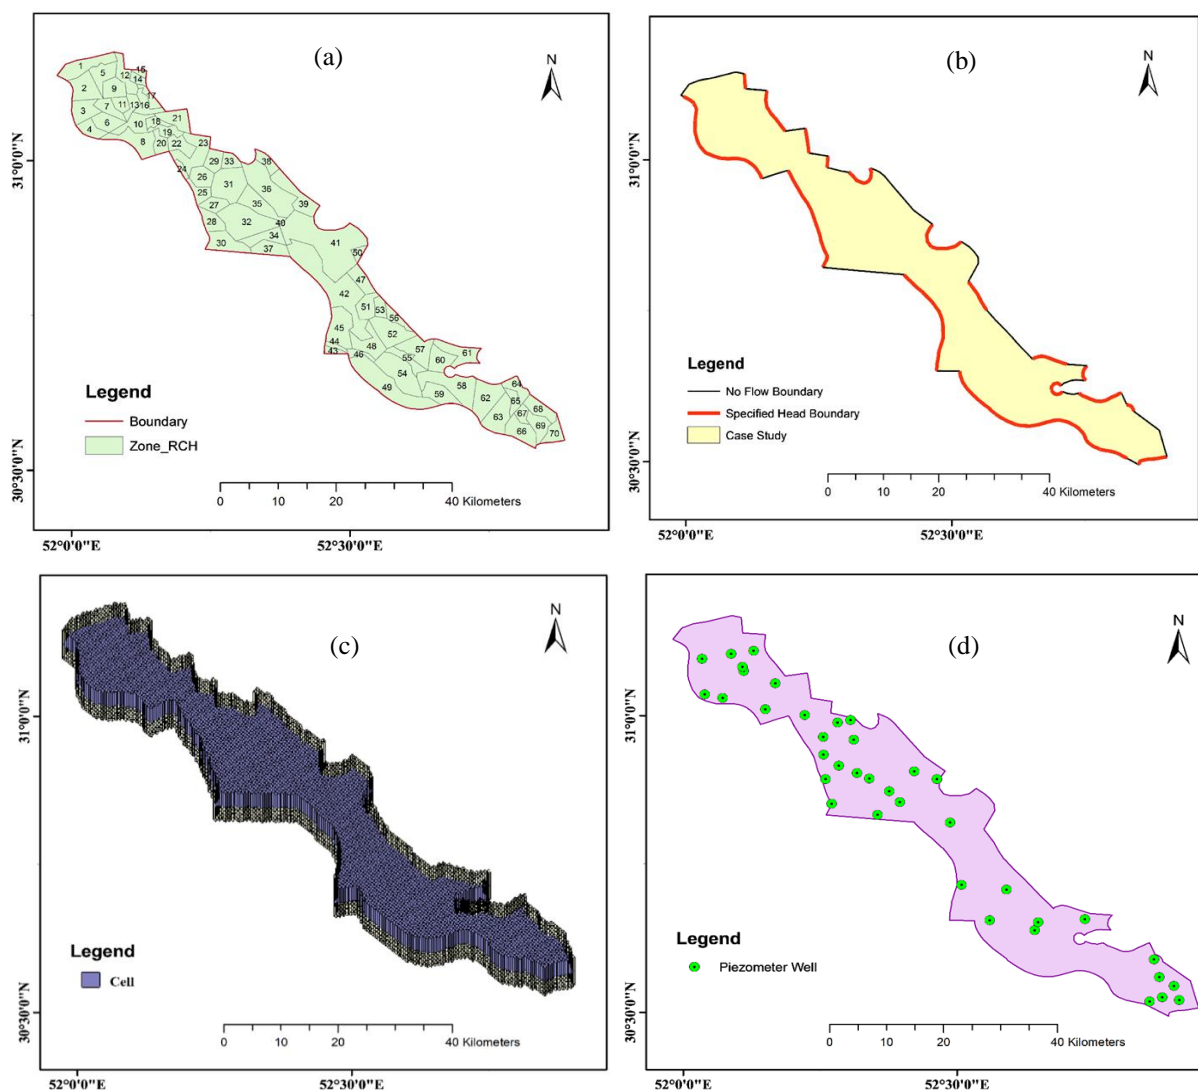 (a)
N
1
5
15
12
14
2
9
17
7
11
13
16
3
6
10
18
21
4
19
8
20
22
23
24
29
33
38
26
31
36
25
27
35
39
28
32
40
30
34
37
41
50
47
42
51
53
56
45
52
44
43
46
48
57
55
60
61
54
49
59
58
64
62
65
63
67
68
66
69
70
31°0'0"N
30°30'0"N
Legend
Boundary
Zone_RCH
0 10 20 40 Kilometers
52°0'0"E 52°30'0"E
(b)
N
31°0'0"N
30°30'0"N
Legend
No Flow Boundary
Specified Head Boundary
Case Study
0 10 20 40 Kilometers
52°0'0"E 52°30'0"E
(c)
N
31°0'0"N
30°30'0"N
Legend
Cell
0 10 20 40 Kilometers
52°0'0"E 52°30'0"E
(d)
N
31°0'0"N
30°30'0"N
Legend
Piezometer Well
0 10 20 40 Kilometers
52°0'0"E 52°30'0"E